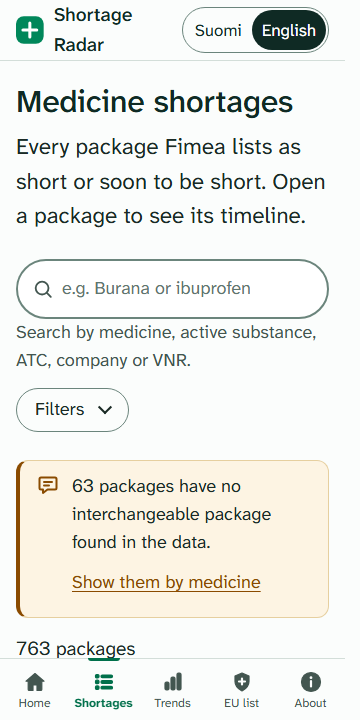 Shortage
Radar
Suomi
English
Medicine shortages
Every package Fimea lists as
short or soon to be short. Open
a package to see its timeline.
e.g. Burana or ibuprofen
Search by medicine, active substance,
ATC, company or VNR.
Filters
63 packages have no
interchangeable package
found in the data.
Show them by medicine
763 packages
Home
Shortages
Trends
EU list
About